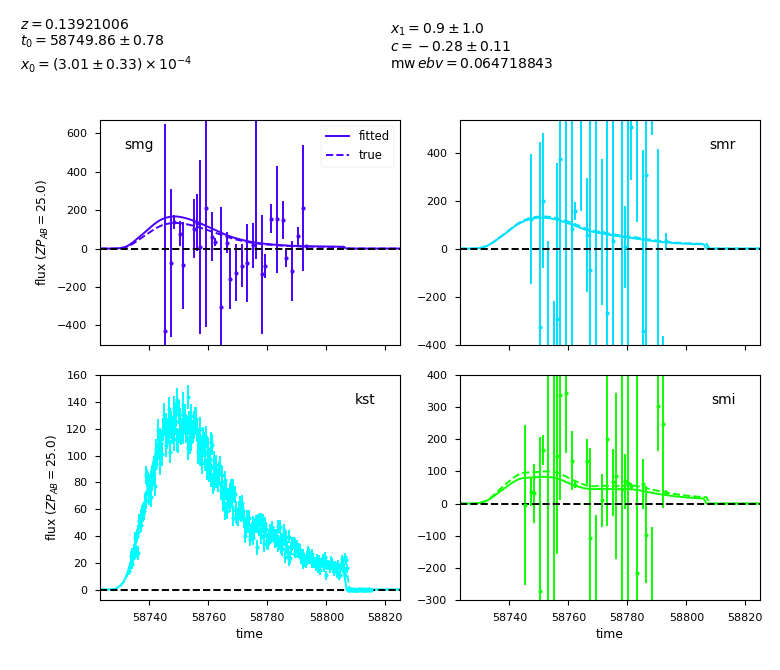 z = 0.13921006
t₀ = 58749.86 ± 0.78
x₀ = (3.01 ± 0.33) × 10⁻⁴
x₁ = 0.9 ± 1.0
c = −0.28 ± 0.11
mw ebv = 0.064718843
smg
fitted
true
600
400
200
0
−200
−400
flux (ZP_AB = 25.0)
smr
400
200
0
−200
−400
kst
160
140
120
100
80
60
40
20
0
flux (ZP_AB = 25.0)
58740 58760 58780 58800 58820
time
smi
400
300
200
100
0
−100
−200
−300
58740 58760 58780 58800 58820
time